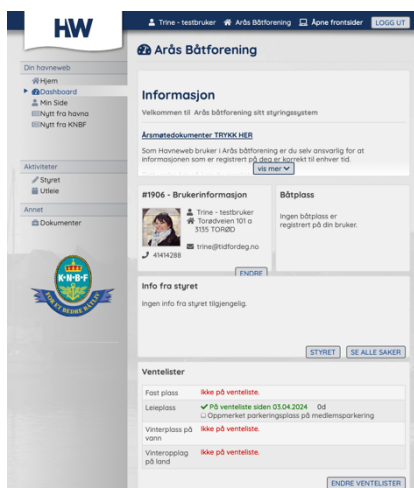 HW
Trine - testbruker Arås Båtforening Åpne frontsider LOGG UT
Arås Båtforening
Din havneweb
Hjem
Dashboard
Min Side
Nytt fra havna
Nytt fra KNBF
Aktiviteter
Styret
Utleie
Annet
Dokumenter
K·N·B·F
FOR ET BEDRE BÅTLIV
Informasjon
Velkommen til Arås båtforening sitt styringssystem
Årsmøtedokumenter TRYKK HER
Som Havneweb bruker i Arås båtforening er du selv ansvarlig for at
informasjonen som er registrert på deg er korrekt til enhver tid.
vis mer
#1906 - Brukerinformasjon
Trine - testbruker
Torødveien 101 a
3135 TORØD
trine@tidfordeg.no
41414288
ENDRE
Båtplass
Ingen båtplass er
registrert på din bruker.
Info fra styret
Ingen info fra styret tilgjengelig.
STYRET SE ALLE SAKER
Ventelister
Fast plass Ikke på venteliste.
Leieplass På venteliste siden 03.04.2024 0d
Oppmerket parkeringsplass på medlemsparkering
Vinterplass på Ikke på venteliste.
vann
Vinteropplag Ikke på venteliste.
på land
ENDRE VENTELISTER